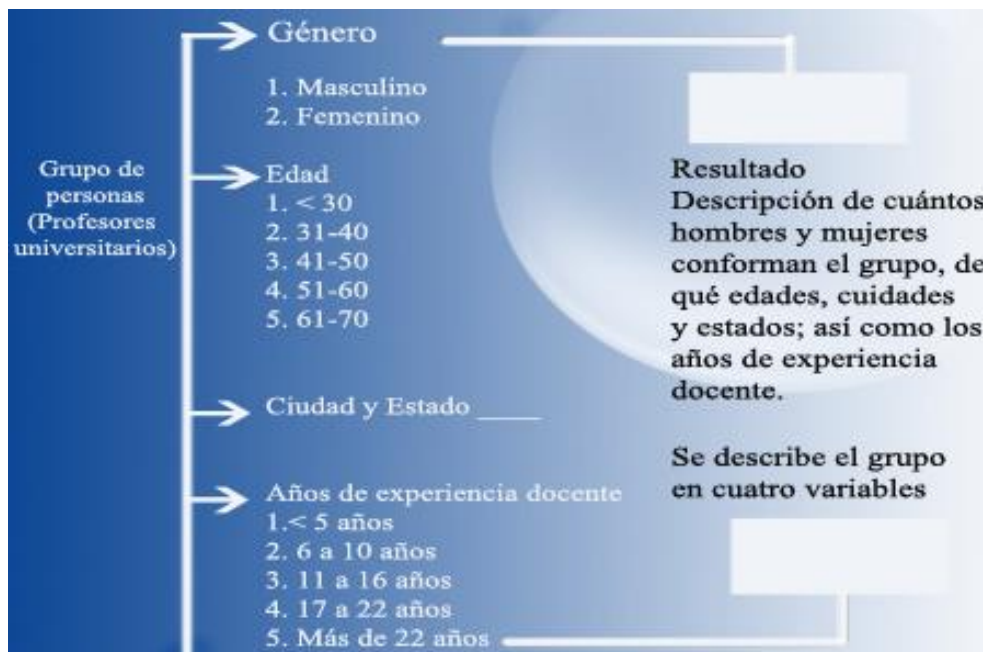 Género
1. Masculino
2. Femenino
Grupo de
personas
(Profesores
universitarios)
Edad
1. < 30
2. 31-40
3. 41-50
4. 51-60
5. 61-70
Ciudad y Estado ____
Años de experiencia docente
1.< 5 años
2. 6 a 10 años
3. 11 a 16 años
4. 17 a 22 años
5. Más de 22 años
Resultado
Descripción de cuántos
hombres y mujeres
conforman el grupo, de
qué edades, cuidades
y estados; así como los
años de experiencia
docente.
Se describe el grupo
en cuatro variables